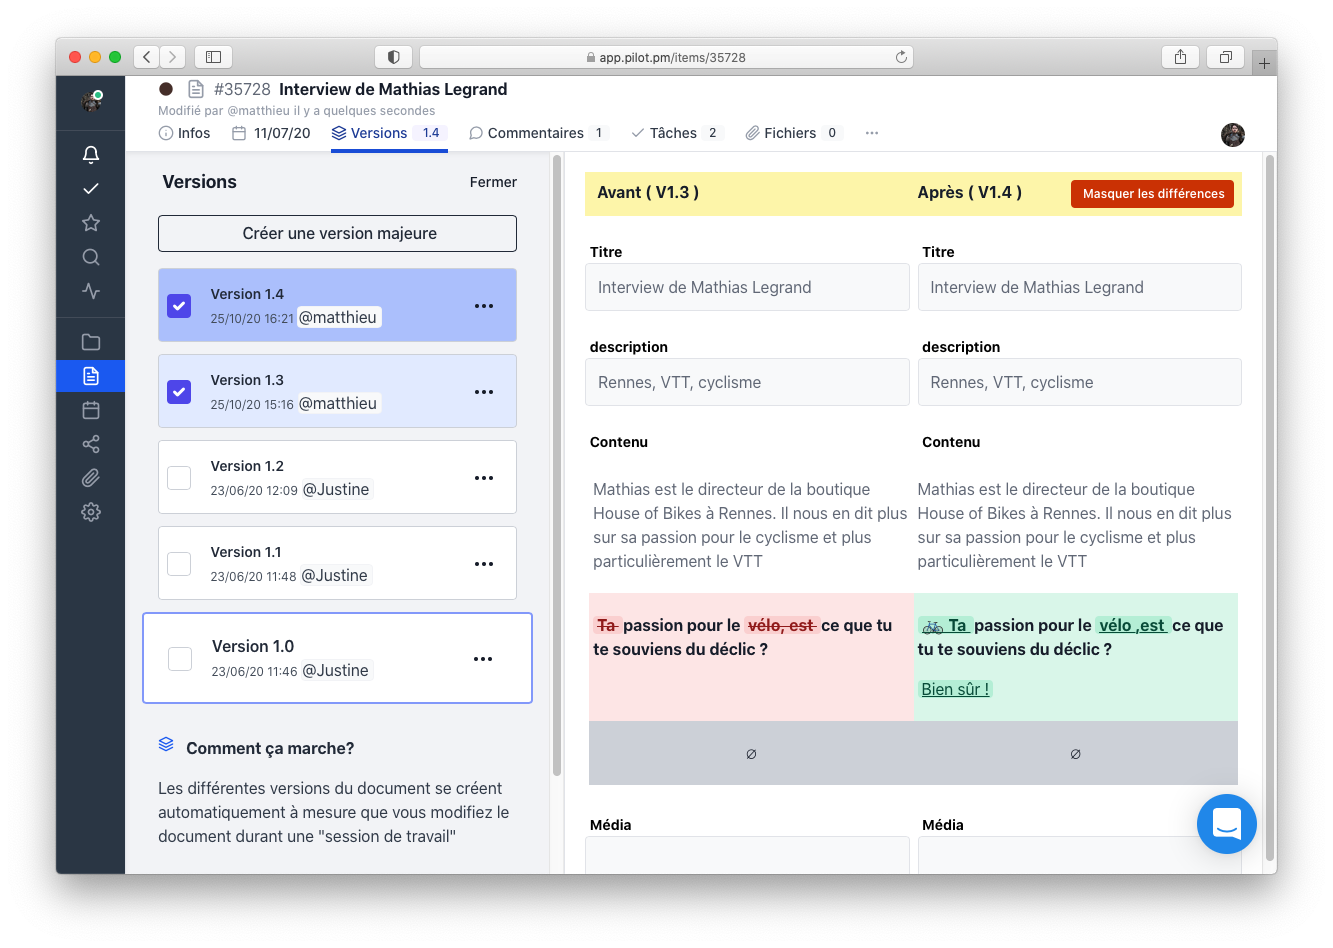 app.pilot.pm/items/35728
#35728 Interview de Mathias Legrand
Modifié par @matthieu il y a quelques secondes
Infos 11/07/20 Versions 1.4 Commentaires 1 Tâches 2 Fichiers 0
Versions Fermer
Créer une version majeure
Version 1.4
25/10/20 16:21 @matthieu
Version 1.3
25/10/20 15:16 @matthieu
Version 1.2
23/06/20 12:09 @Justine
Version 1.1
23/06/20 11:48 @Justine
Version 1.0
23/06/20 11:46 @Justine
Comment ça marche?
Les différentes versions du document se créent
automatiquement à mesure que vous modifiez le
document durant une "session de travail"
Avant ( V1.3 ) Après ( V1.4 ) Masquer les différences
Titre Titre
Interview de Mathias Legrand Interview de Mathias Legrand
description description
Rennes, VTT, cyclisme Rennes, VTT, cyclisme
Contenu Contenu
Mathias est le directeur de la boutique
House of Bikes à Rennes. Il nous en dit plus
sur sa passion pour le cyclisme et plus
particulièrement le VTT
Mathias est le directeur de la boutique
House of Bikes à Rennes. Il nous en dit plus
sur sa passion pour le cyclisme et plus
particulièrement le VTT
Ta passion pour le vélo, est ce que tu
te souviens du déclic ?
🚲 Ta passion pour le vélo ,est ce que
tu te souviens du déclic ?
Bien sûr !
∅ ∅
Média Média